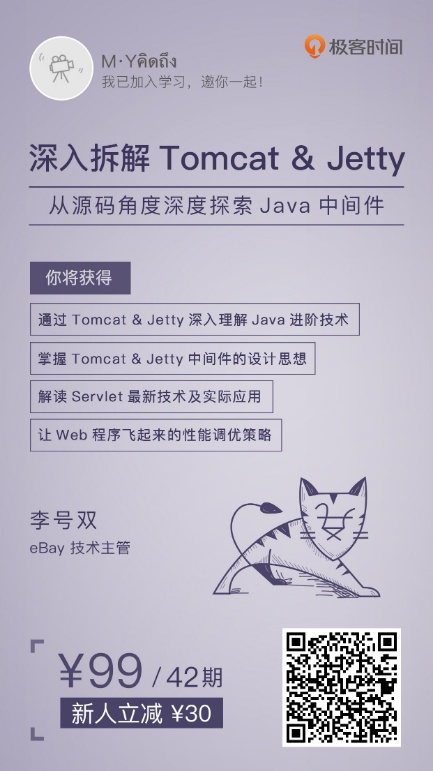 极客时间
M·Yคิดถึง
我已加入学习，邀你一起！
深入拆解 Tomcat & Jetty
从源码角度深度探索 Java 中间件
你将获得
通过 Tomcat & Jetty 深入理解 Java 进阶技术
掌握 Tomcat & Jetty 中间件的设计思想
解读 Servlet 最新技术及实际应用
让 Web 程序飞起来的性能调优策略
李号双
eBay 技术主管
¥99 / 42期
新人立减 ¥30